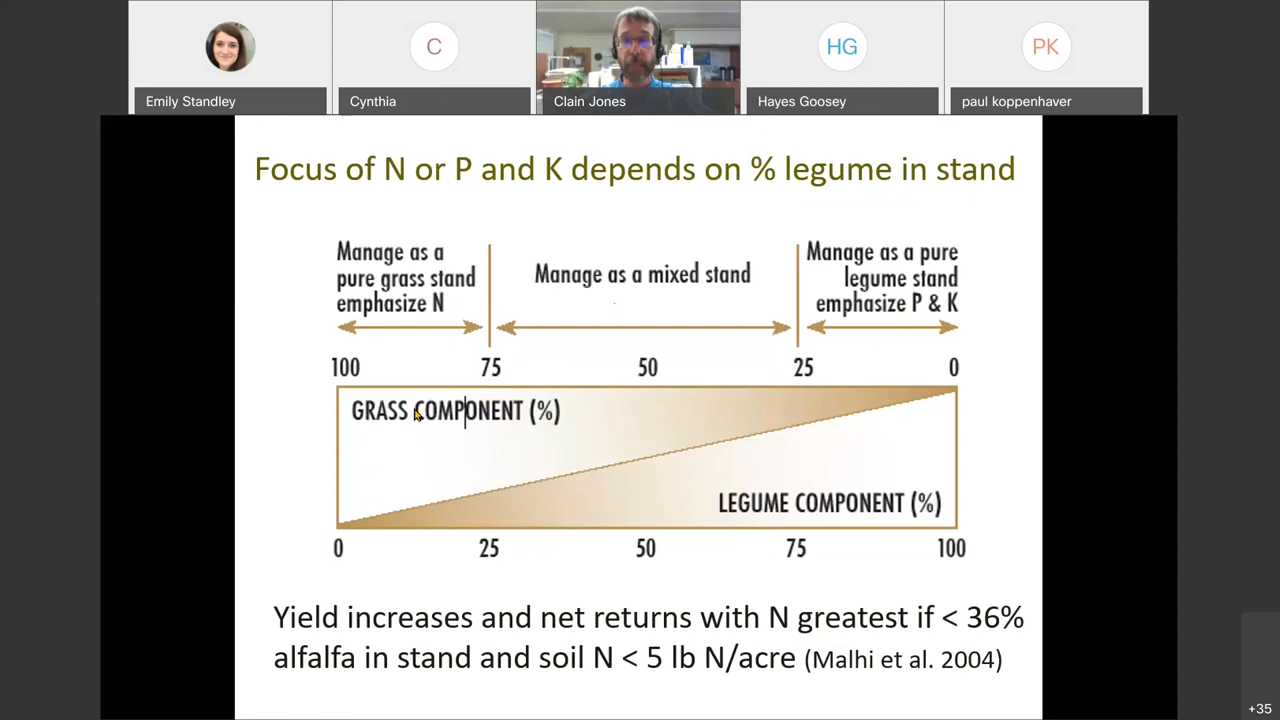 C
HG
PK
Emily Standley
Cynthia
Clain Jones
Hayes Goosey
paul koppenhaver
Focus of N or P and K depends on % legume in stand
Manage as a
pure grass stand
emphasize N
Manage as a mixed stand
Manage as a pure
legume stand
emphasize P & K
100 75 50 25 0
GRASS COMPONENT (%)
LEGUME COMPONENT (%)
0 25 50 75 100
Yield increases and net returns with N greatest if < 36%
alfalfa in stand and soil N < 5 lb N/acre (Malhi et al. 2004)
+35